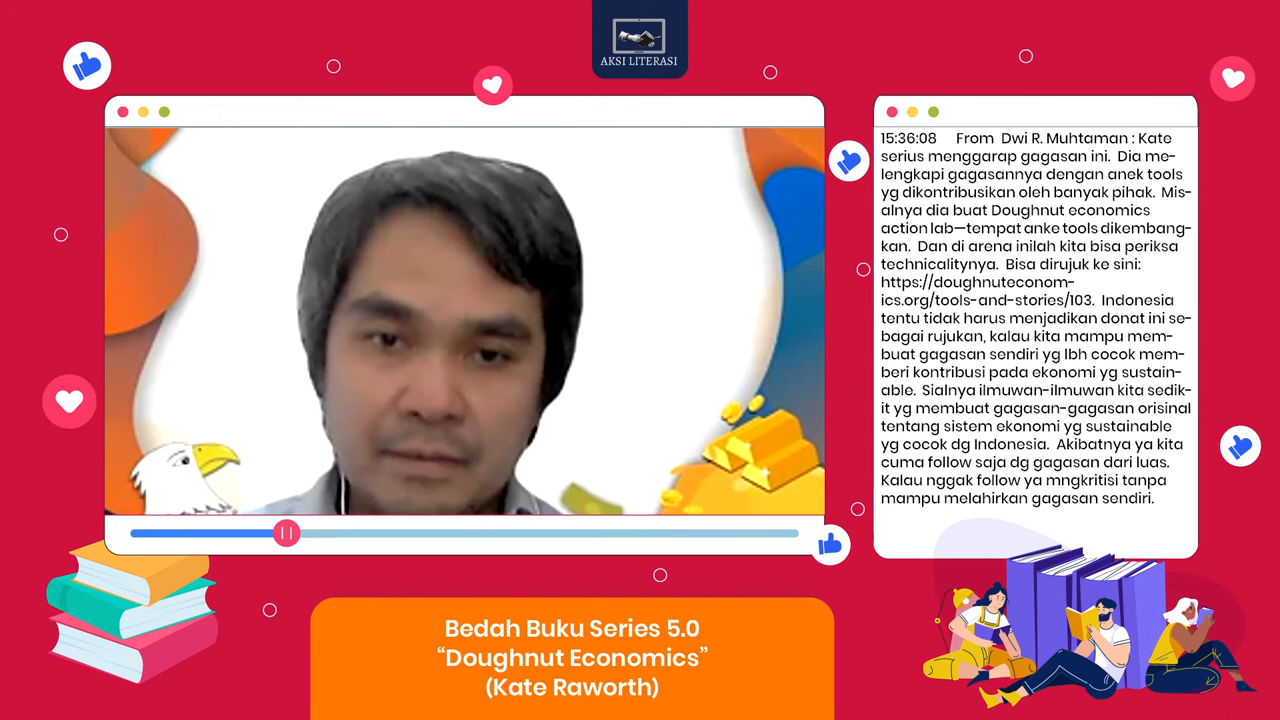 AKSI LITERASI
15:36:08 From Dwi R. Muhtaman : Kate
serius menggarap gagasan ini. Dia me-
lengkapi gagasannya dengan anek tools
yg dikontribusikan oleh banyak pihak. Mis-
alnya dia buat Doughnut economics
action lab—tempat anke tools dikembang-
kan. Dan di arena inilah kita bisa periksa
technicalitynya. Bisa dirujuk ke sini:
https://doughnuteconom-
ics.org/tools-and-stories/103. Indonesia
tentu tidak harus menjadikan donat ini se-
bagai rujukan, kalau kita mampu mem-
buat gagasan sendiri yg lbh cocok mem-
beri kontribusi pada ekonomi yg sustain-
able. Sialnya ilmuwan-ilmuwan kita sedik-
it yg membuat gagasan-gagasan orisinal
tentang sistem ekonomi yg sustainable
yg cocok dg Indonesia. Akibatnya ya kita
cuma follow saja dg gagasan dari luas.
Kalau nggak follow ya mngkritisi tanpa
mampu melahirkan gagasan sendiri.
Bedah Buku Series 5.0
“Doughnut Economics”
(Kate Raworth)